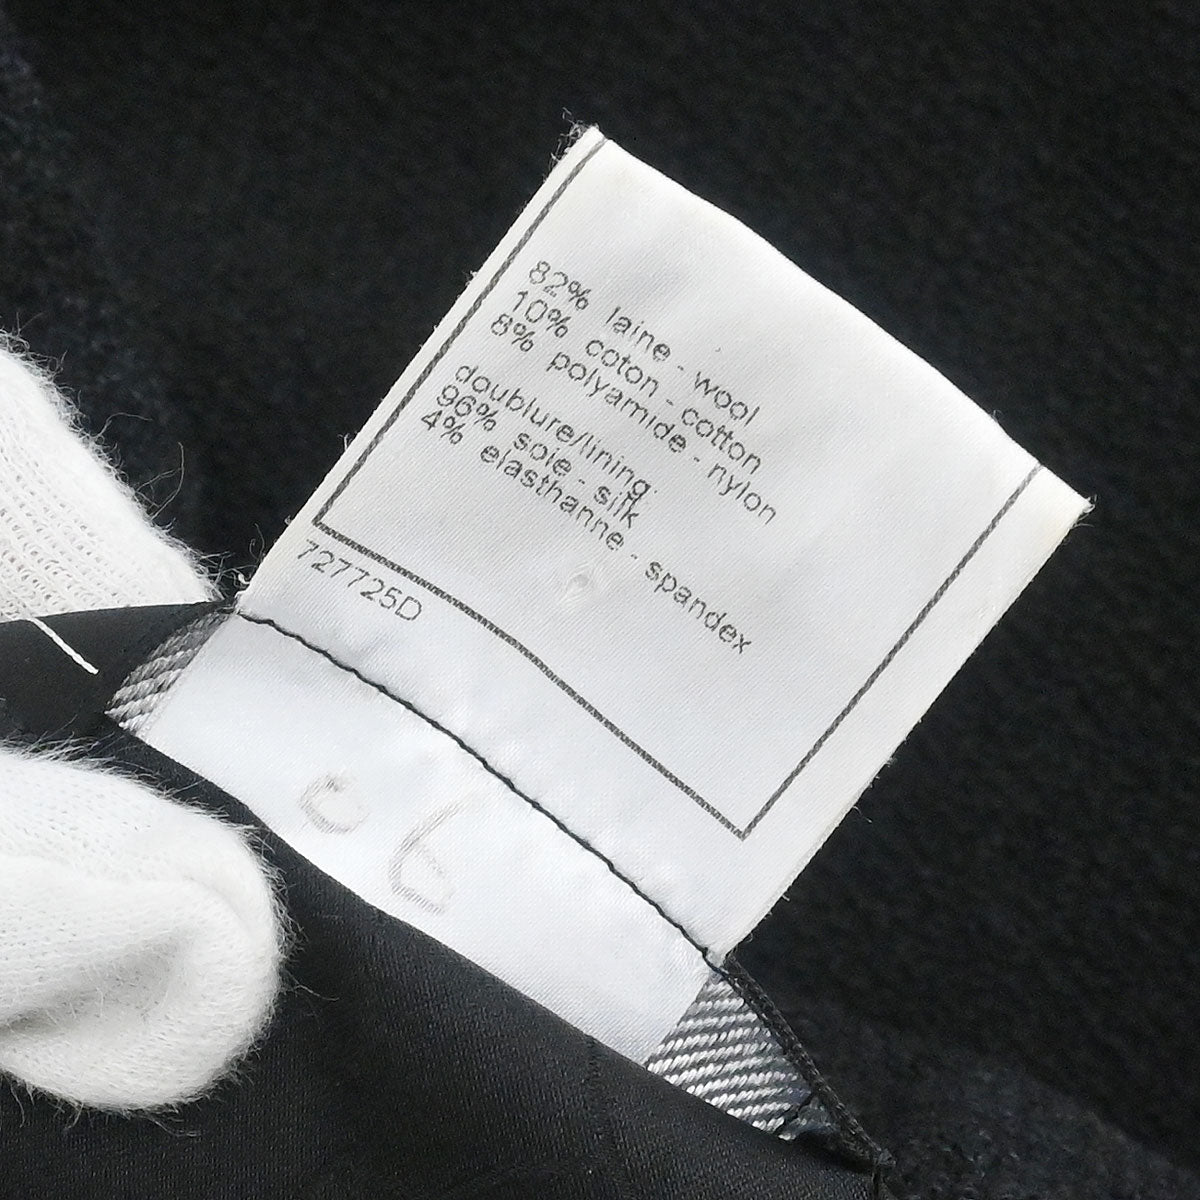 82% laine - wool
10% coton - cotton
8% polyamide - nylon
doublure/lining:
96% soie - silk
4% elasthanne - spandex
727725D